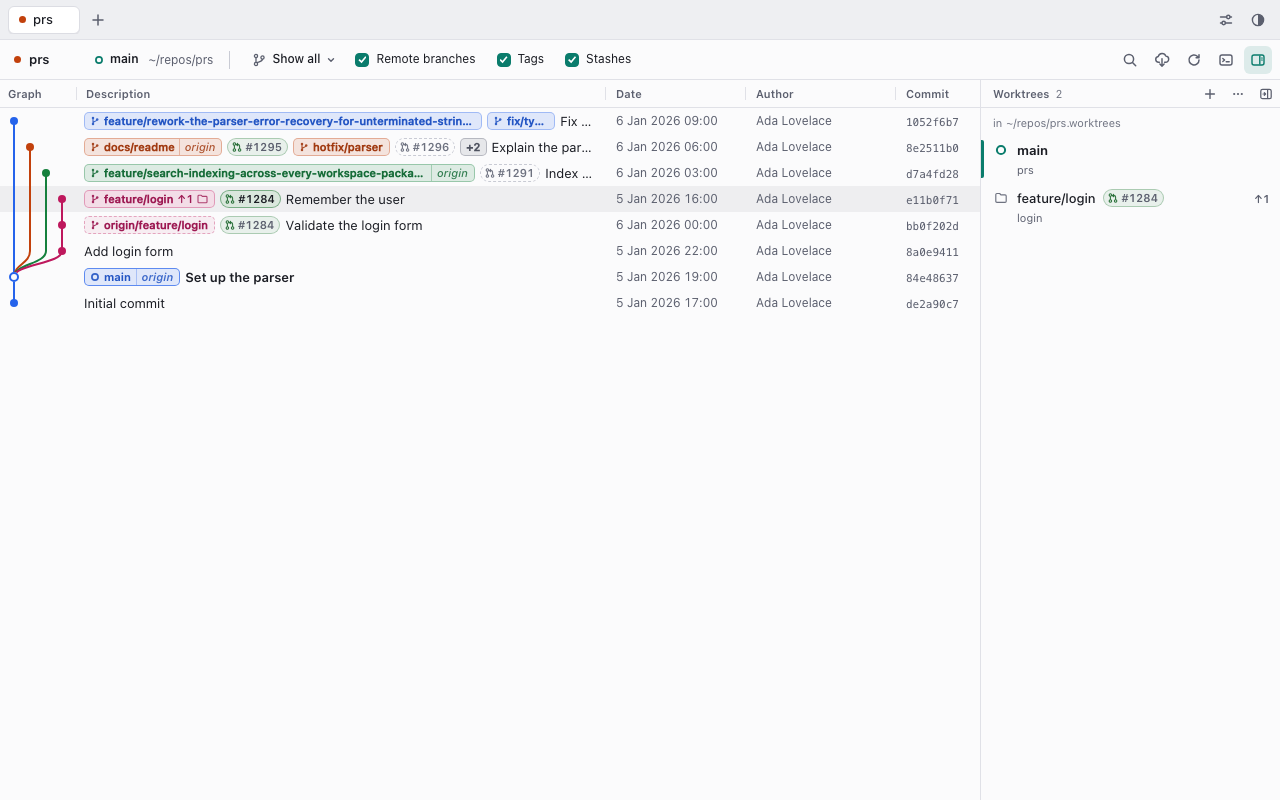 prs
prs main ~/repos/prs Show all Remote branches Tags Stashes
Graph Description Date Author Commit Worktrees 2
in ~/repos/prs.worktrees
feature/rework-the-parser-error-recovery-for-unterminated-strin... fix/ty... Fix ... 6 Jan 2026 09:00 Ada Lovelace 1052f6b7
docs/readme origin #1295 hotfix/parser #1296 +2 Explain the par... 6 Jan 2026 06:00 Ada Lovelace 8e2511b0
feature/search-indexing-across-every-workspace-packa... origin #1291 Index ... 6 Jan 2026 03:00 Ada Lovelace d7a4fd28
feature/login ↑1 #1284 Remember the user 5 Jan 2026 16:00 Ada Lovelace e11b0f71
origin/feature/login #1284 Validate the login form 6 Jan 2026 00:00 Ada Lovelace bb0f202d
Add login form 5 Jan 2026 22:00 Ada Lovelace 8a0e9411
main origin Set up the parser 5 Jan 2026 19:00 Ada Lovelace 84e48637
Initial commit 5 Jan 2026 17:00 Ada Lovelace de2a90c7
main
prs
feature/login #1284 ↑1
login